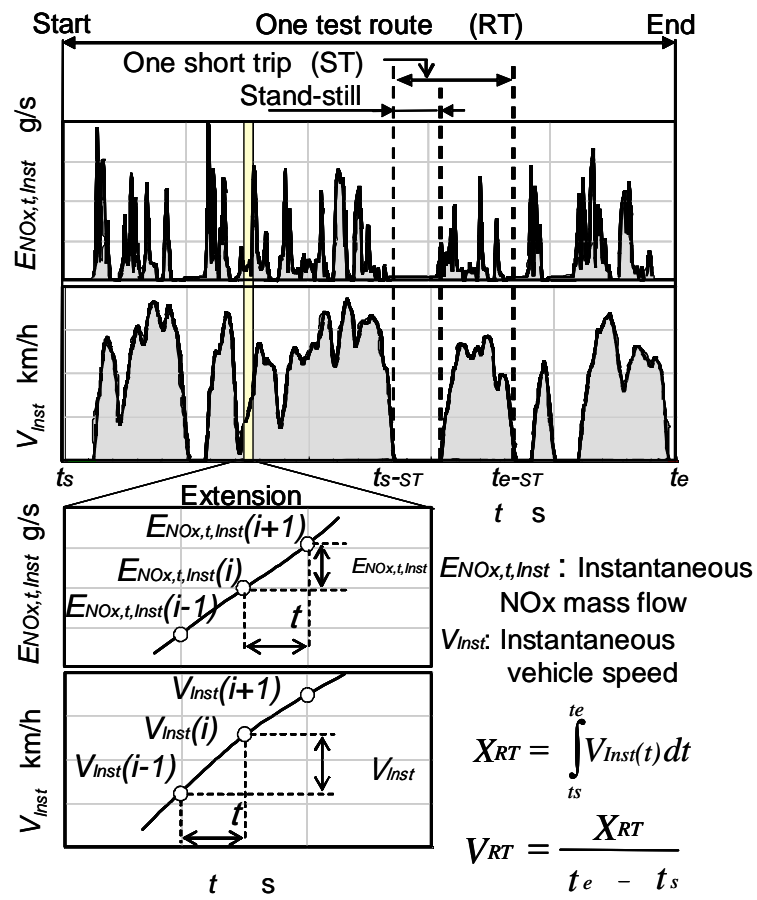 Start One test route (RT) End
One short trip (ST)
Stand-still
ENOx,t,Inst g/s
VInst km/h
ts ts-ST te-ST te
t s
Extension
ENOx,t,Inst g/s
ENOx,t,Inst(i+1)
ENOx,t,Inst(i)
ENOx,t,Inst
ENOx,t,Inst(i-1)
t
ENOx,t,Inst : Instantaneous
NOx mass flow
VInst: Instantaneous
vehicle speed
VInst km/h
VInst(i+1)
VInst(i)
VInst(i-1)
VInst
t
t s
XRT = ∫ts^te VInst(t)dt
VRT = XRT / (te - ts)